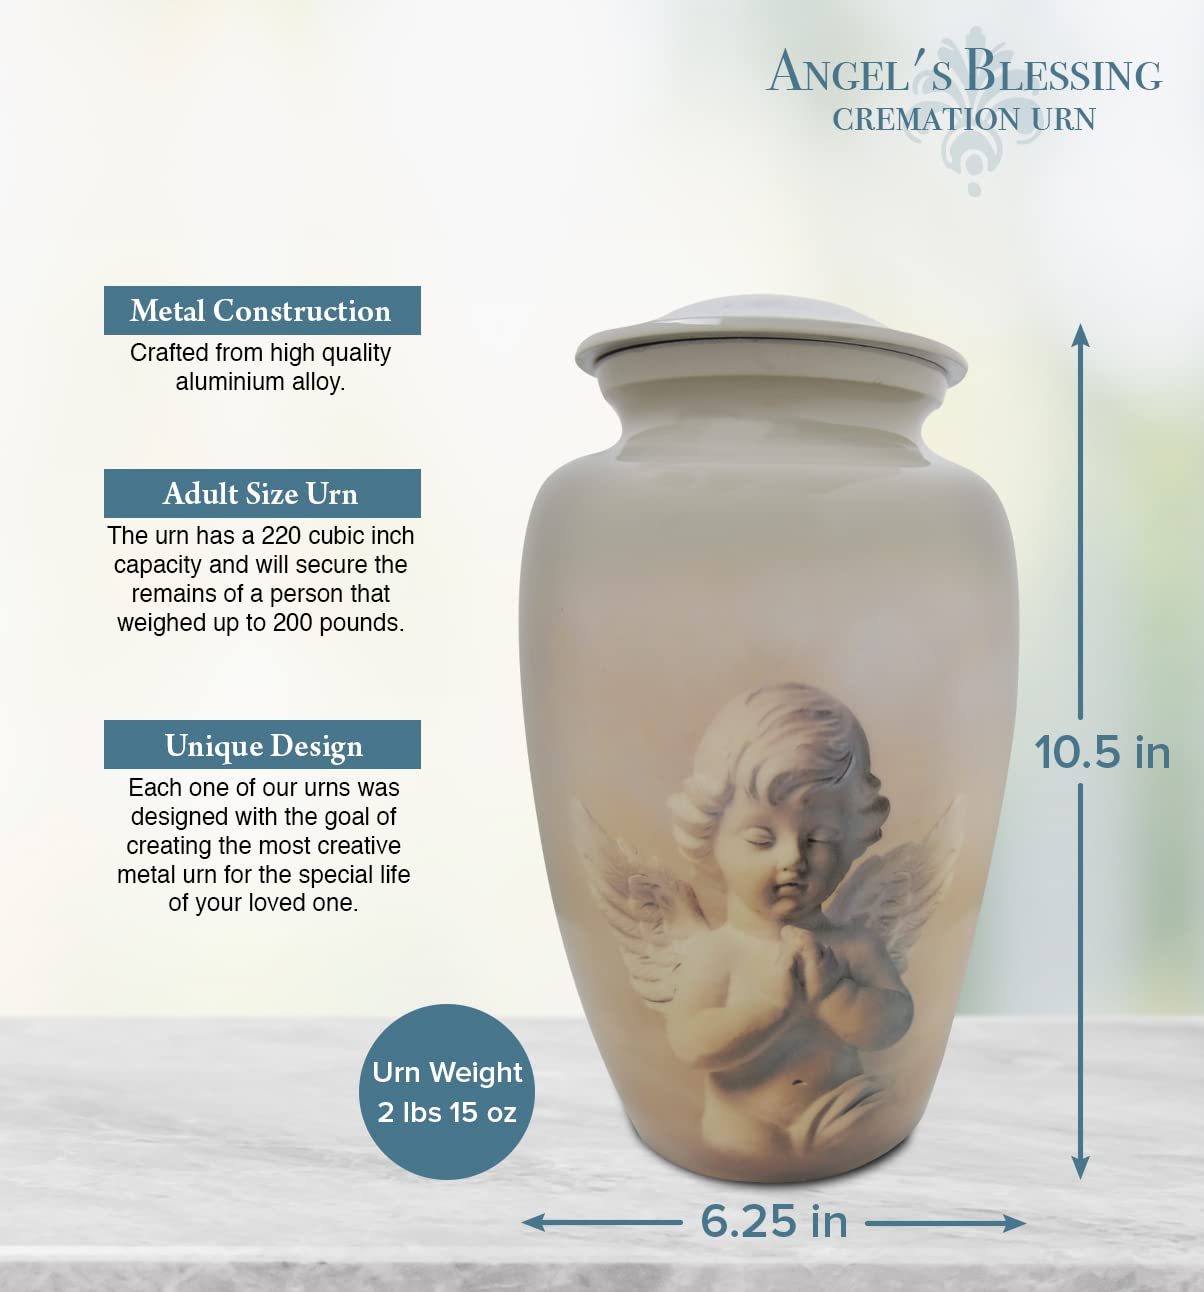 ANGEL´S BLESSING
CREMATION URN
Metal Construction
Crafted from high quality
aluminium alloy.
Adult Size Urn
The urn has a 220 cubic inch
capacity and will secure the
remains of a person that
weighed up to 200 pounds.
Unique Design
Each one of our urns was
designed with the goal of
creating the most creative
metal urn for the special life
of your loved one.
10.5 in
Urn Weight
2 lbs 15 oz
6.25 in